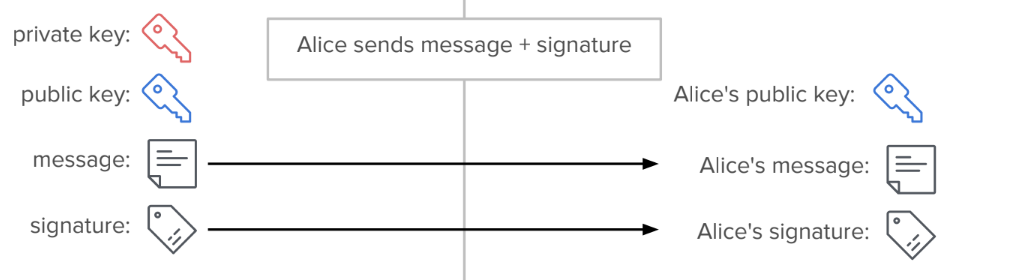 private key:
Alice sends message + signature
public key:
Alice's public key:
message:
Alice's message:
signature:
Alice's signature: